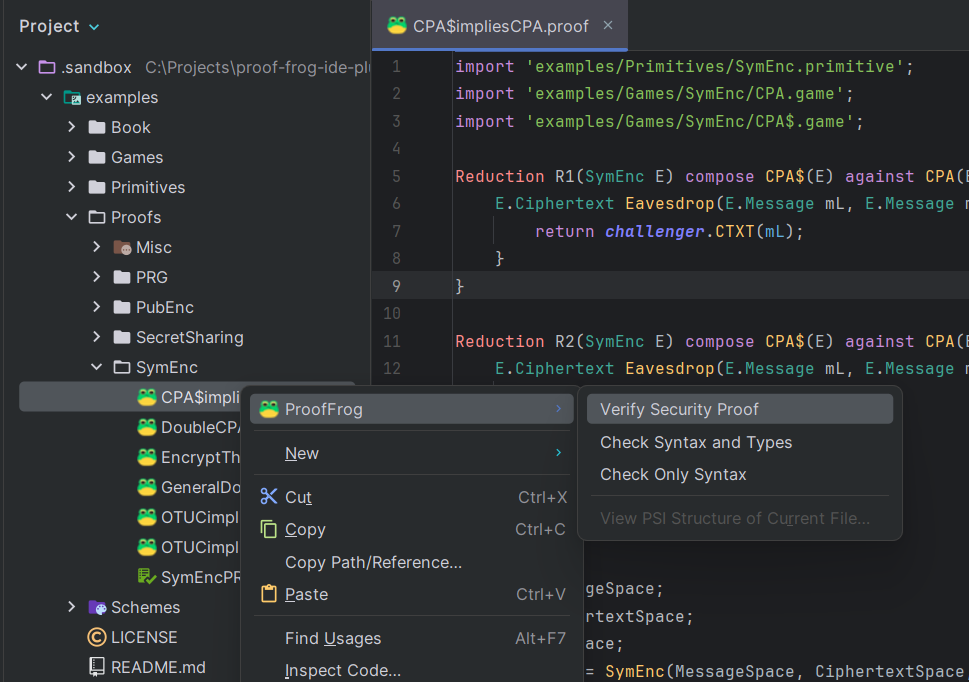 Project
.sandbox C:\Projects\proof-frog-ide-pl
examples
Book
Games
Primitives
Proofs
Misc
PRG
PubEnc
SecretSharing
SymEnc
CPA$impli
DoubleCPA
EncryptTh
GeneralDo
OTUCimpl
OTUCimpl
SymEncPR
Schemes
LICENSE
README.md
CPA$impliesCPA.proof ×
1 import 'examples/Primitives/SymEnc.primitive';
2 import 'examples/Games/SymEnc/CPA.game';
3 import 'examples/Games/SymEnc/CPA$.game';
4
5 Reduction R1(SymEnc E) compose CPA$(E) against CPA(E
6 E.Ciphertext Eavesdrop(E.Message mL, E.Message m
7 return challenger.CTXT(mL);
8 }
9 }
10
11 Reduction R2(SymEnc E) compose CPA$(E) against CPA(E
12 E.Ciphertext Eavesdrop(E.Message mL, E.Message m
geSpace;
rtextSpace;
ace;
= SymEnc(MessageSpace, CiphertextSpace
ProofFrog
New
Cut Ctrl+X
Copy Ctrl+C
Copy Path/Reference...
Paste Ctrl+V
Find Usages Alt+F7
Inspect Code...
Verify Security Proof
Check Syntax and Types
Check Only Syntax
View PSI Structure of Current File...